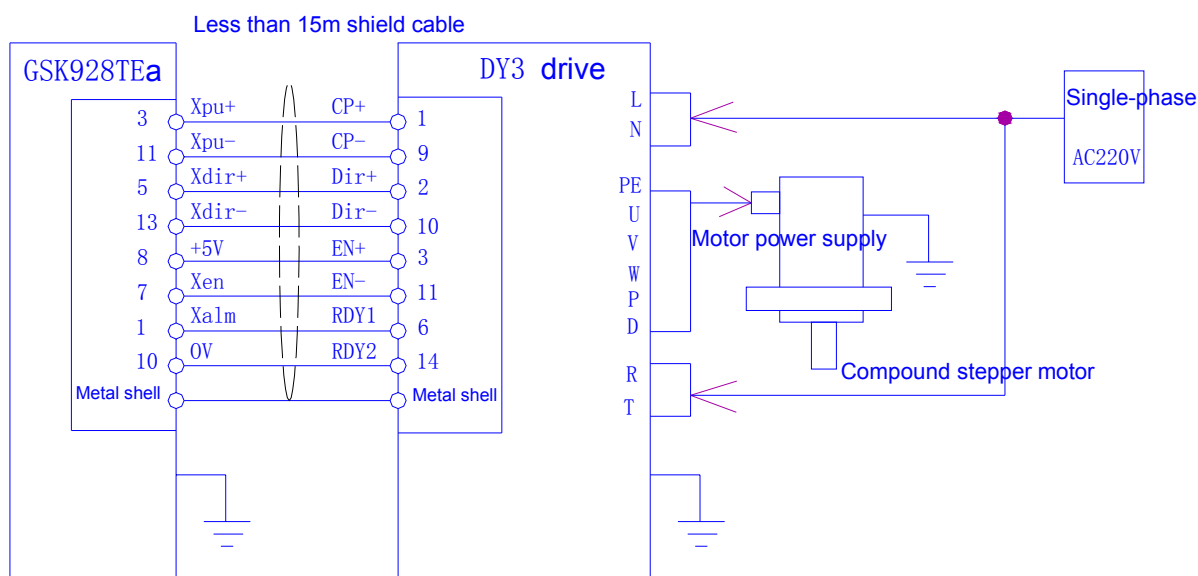 Less than 15m shield cable
GSK928TEa
DY3 drive
3 Xpu+ CP+ 1
11 Xpu- CP- 9
5 Xdir+ Dir+ 2
13 Xdir- Dir- 10
8 +5V EN+ 3
7 Xen EN- 11
1 Xalm RDY1 6
10 0V RDY2 14
Metal shell
Metal shell
L
N
PE
U
V
W
P
D
R
T
Single-phase
AC220V
Motor power supply
Compound stepper motor